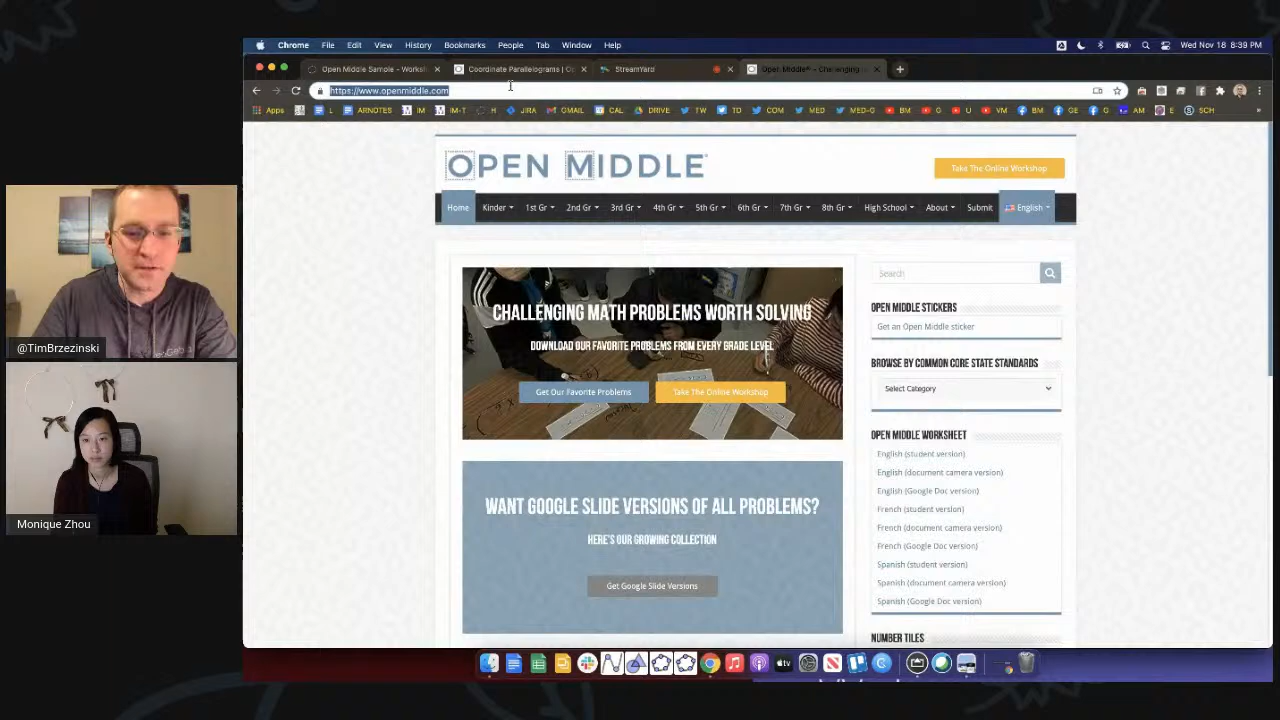 Chrome File Edit View History Bookmarks People Tab Window Help
Wed Nov 18 8:39 PM
Open Middle Sample - Worksh
Coordinate Parallelograms | O
StreamYard
Open Middle® - Challenging
https://www.openmiddle.com
Apps L ARNOTES IM IM-T H JIRA GMAIL CAL DRIVE TW TD COM MED MED-G BM G U VM BM GE G AM E SCH
OPEN MIDDLE®
Take The Online Workshop
Home Kinder 1st Gr 2nd Gr 3rd Gr 4th Gr 5th Gr 6th Gr 7th Gr 8th Gr High School About Submit English
CHALLENGING MATH PROBLEMS WORTH SOLVING
DOWNLOAD OUR FAVORITE PROBLEMS FROM EVERY GRADE LEVEL
Get Our Favorite Problems
Take The Online Workshop
WANT GOOGLE SLIDE VERSIONS OF ALL PROBLEMS?
HERE'S OUR GROWING COLLECTION
Get Google Slide Versions
Search
OPEN MIDDLE STICKERS
Get an Open Middle sticker
BROWSE BY COMMON CORE STATE STANDARDS
Select Category
OPEN MIDDLE WORKSHEET
English (student version)
English (document camera version)
English (Google Doc version)
French (student version)
French (document camera version)
French (Google Doc version)
Spanish (student version)
Spanish (document camera version)
Spanish (Google Doc version)
NUMBER TILES
@TimBrzezinski
Monique Zhou